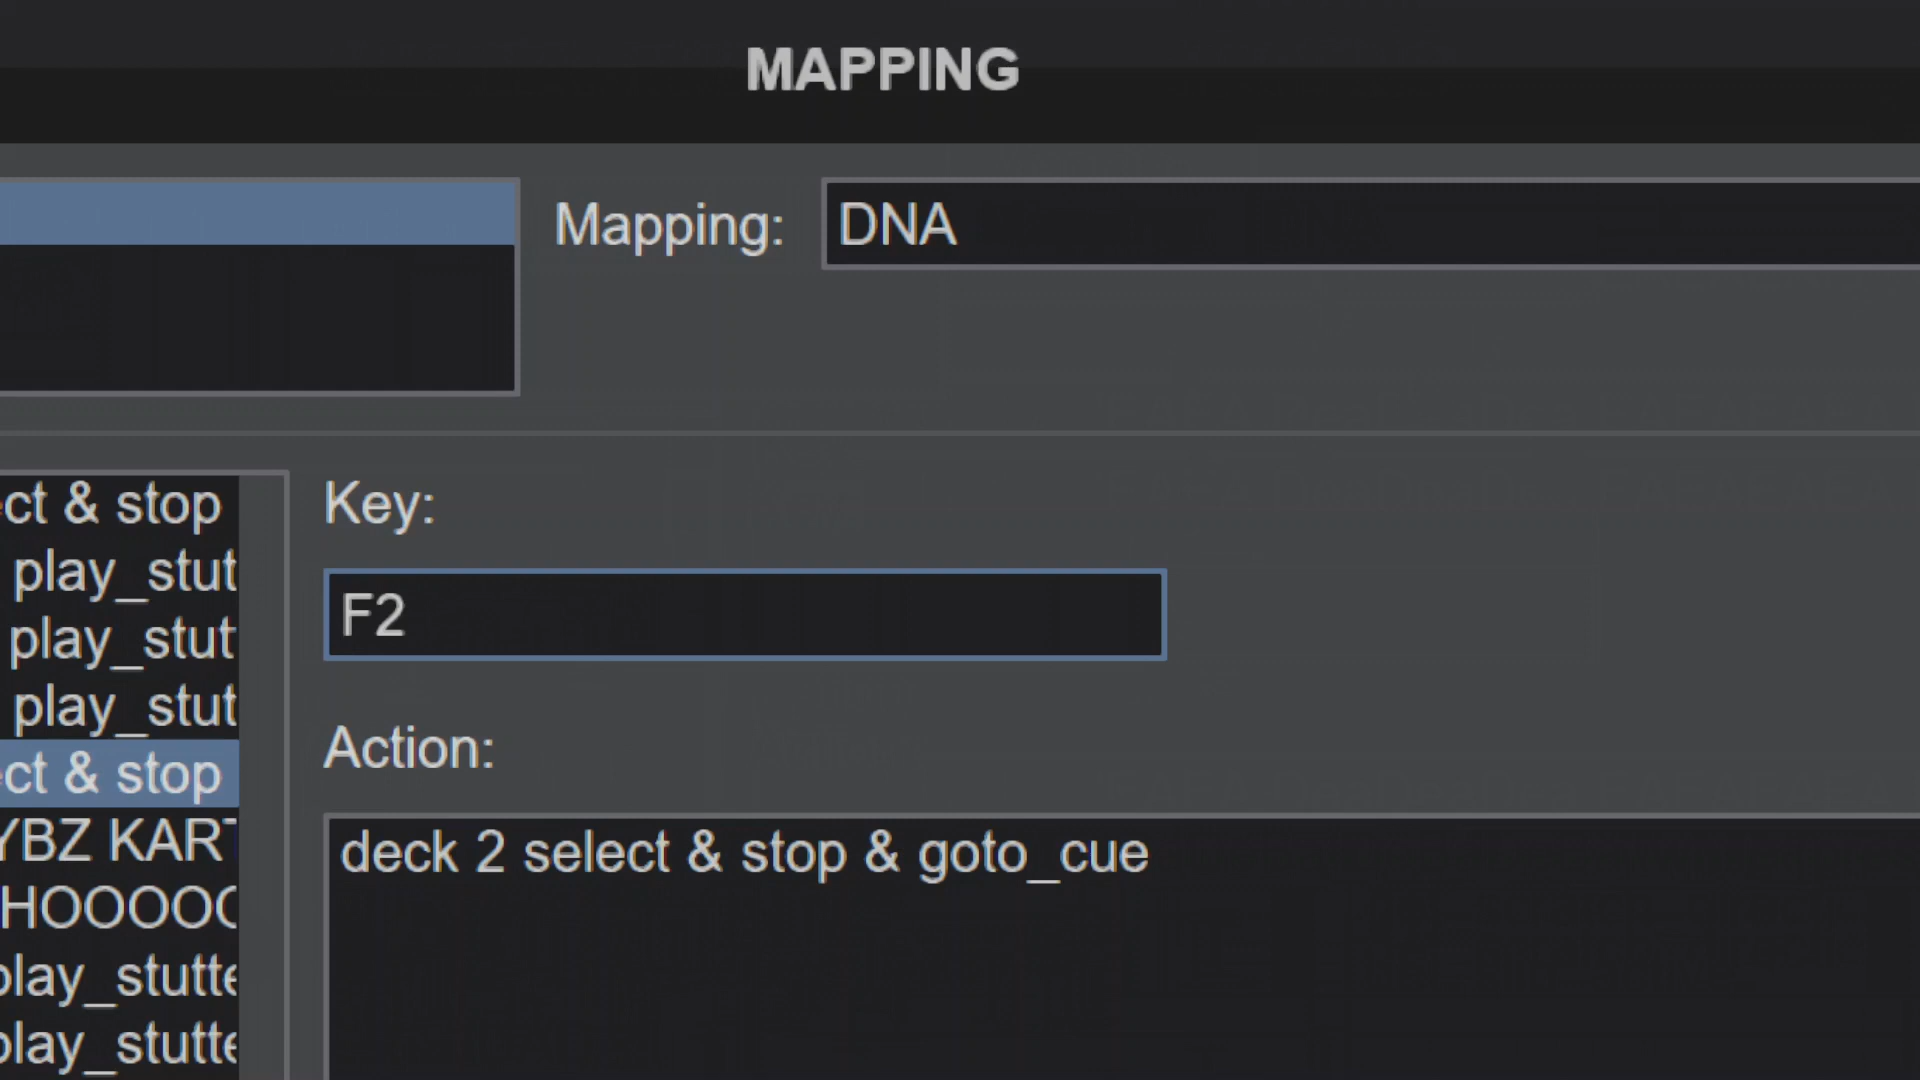 MAPPING
Mapping: DNA
ct & stop
play_stut
play_stut
play_stut
ct & stop
YBZ KART
HOOOO
play_stutte
play_stutte
Key:
F2
Action:
deck 2 select & stop & goto_cue